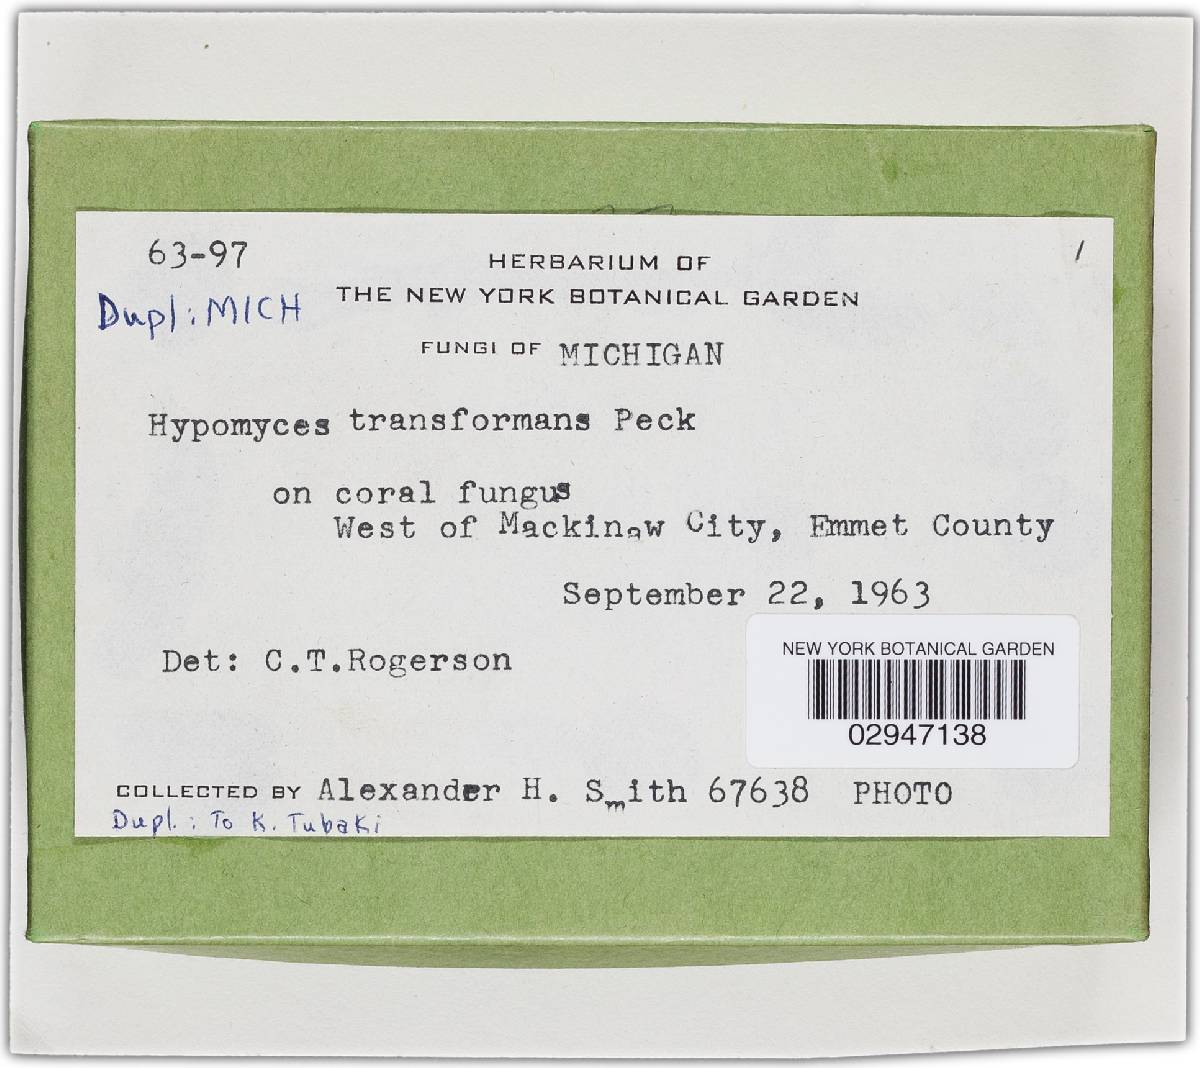 63-97
/
HERBARIUM OF
Dupl: MICH
THE NEW YORK BOTANICAL GARDEN
FUNGI OF MICHIGAN
Hypomyces transformans Peck
on coral fungus
West of Mackinaw City, Emmet County
September 22, 1963
Det: C.T.Rogerson
NEW YORK BOTANICAL GARDEN
02947138
COLLECTED BY Alexander H. Smith 67638 PHOTO
Dupl.: To K. Tubaki